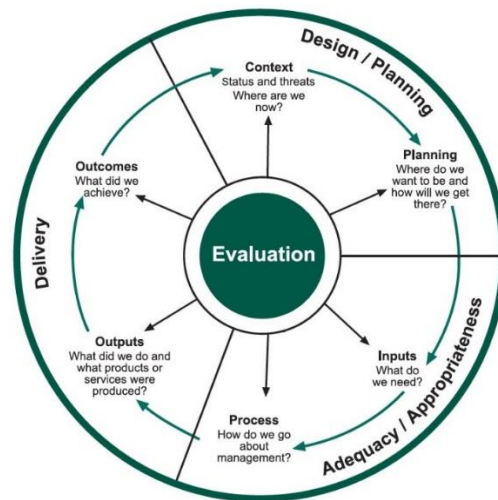 Design / Planning
Context
Status and threats
Where are we
now?
Planning
Where do we
want to be and
how will we get
there?
Evaluation
Inputs
What do
we need?
Adequacy / Appropriateness
Process
How do we go
about
management?
Outputs
What did we do and
what products or
services were
produced?
Outcomes
What did we
achieve?
Delivery